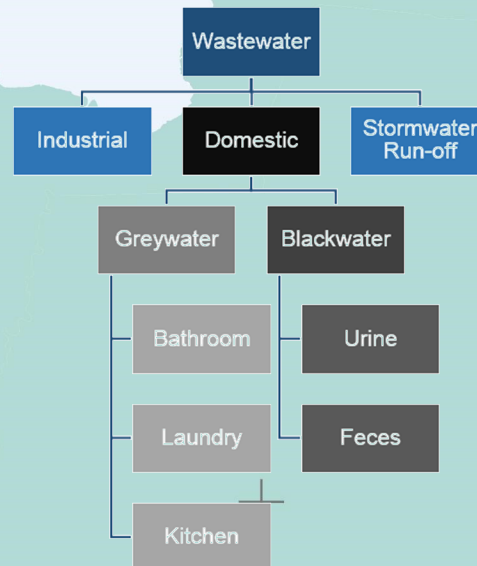 Wastewater
Industrial
Domestic
Stormwater
Run-off
Greywater
Blackwater
Bathroom
Urine
Laundry
Feces
Kitchen